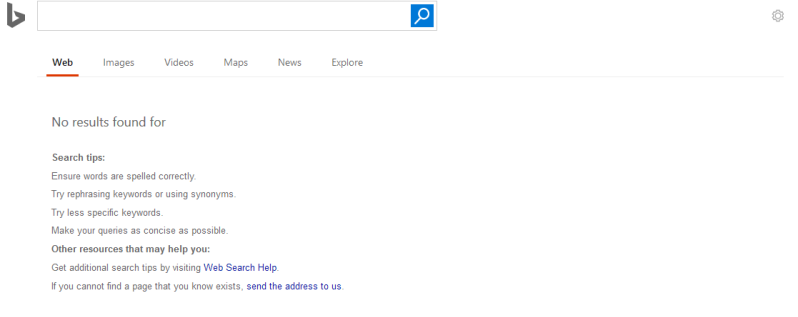 Web Images Videos Maps News Explore
No results found for
Search tips:
Ensure words are spelled correctly.
Try rephrasing keywords or using synonyms.
Try less specific keywords.
Make your queries as concise as possible.
Other resources that may help you:
Get additional search tips by visiting Web Search Help.
If you cannot find a page that you know exists, send the address to us.